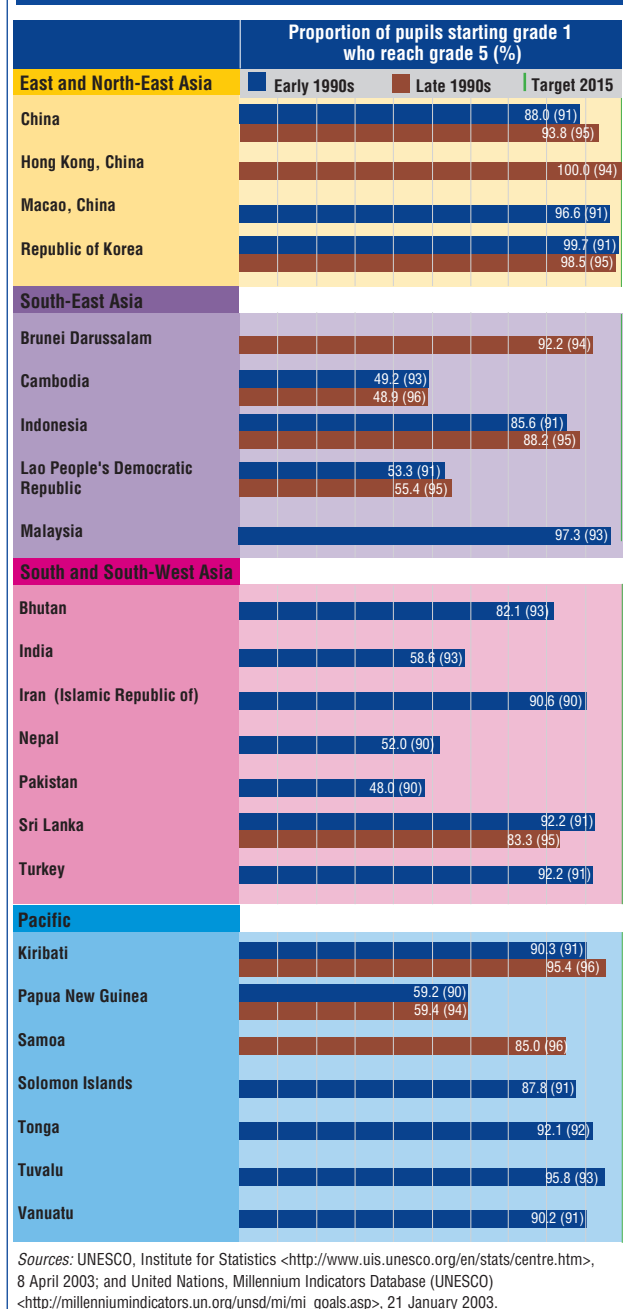 Proportion of pupils starting grade 1
who reach grade 5 (%)
East and North-East Asia
Early 1990s
Late 1990s
Target 2015
China
88.0 (91)
93.8 (95)
Hong Kong, China
100.0 (94)
Macao, China
96.6 (91)
Republic of Korea
99.7 (91)
98.5 (95)
South-East Asia
Brunei Darussalam
92.2 (94)
Cambodia
49.2 (93)
48.9 (96)
Indonesia
85.6 (91)
88.2 (95)
Lao People's Democratic
Republic
53.3 (91)
55.4 (95)
Malaysia
97.3 (93)
South and South-West Asia
Bhutan
82.1 (93)
India
58.6 (93)
Iran (Islamic Republic of)
90.6 (90)
Nepal
52.0 (90)
Pakistan
48.0 (90)
Sri Lanka
92.2 (91)
83.3 (95)
Turkey
92.2 (91)
Pacific
Kiribati
90.3 (91)
95.4 (96)
Papua New Guinea
59.2 (90)
59.4 (94)
Samoa
85.0 (96)
Solomon Islands
87.8 (91)
Tonga
92.1 (92)
Tuvalu
95.8 (93)
Vanuatu
90.2 (91)
Sources: UNESCO, Institute for Statistics <http://www.uis.unesco.org/en/stats/centre.htm>,
8 April 2003; and United Nations, Millennium Indicators Database (UNESCO)
<http://millenniumindicators.un.org/unsd/mi/mi_goals.asp>, 21 January 2003.